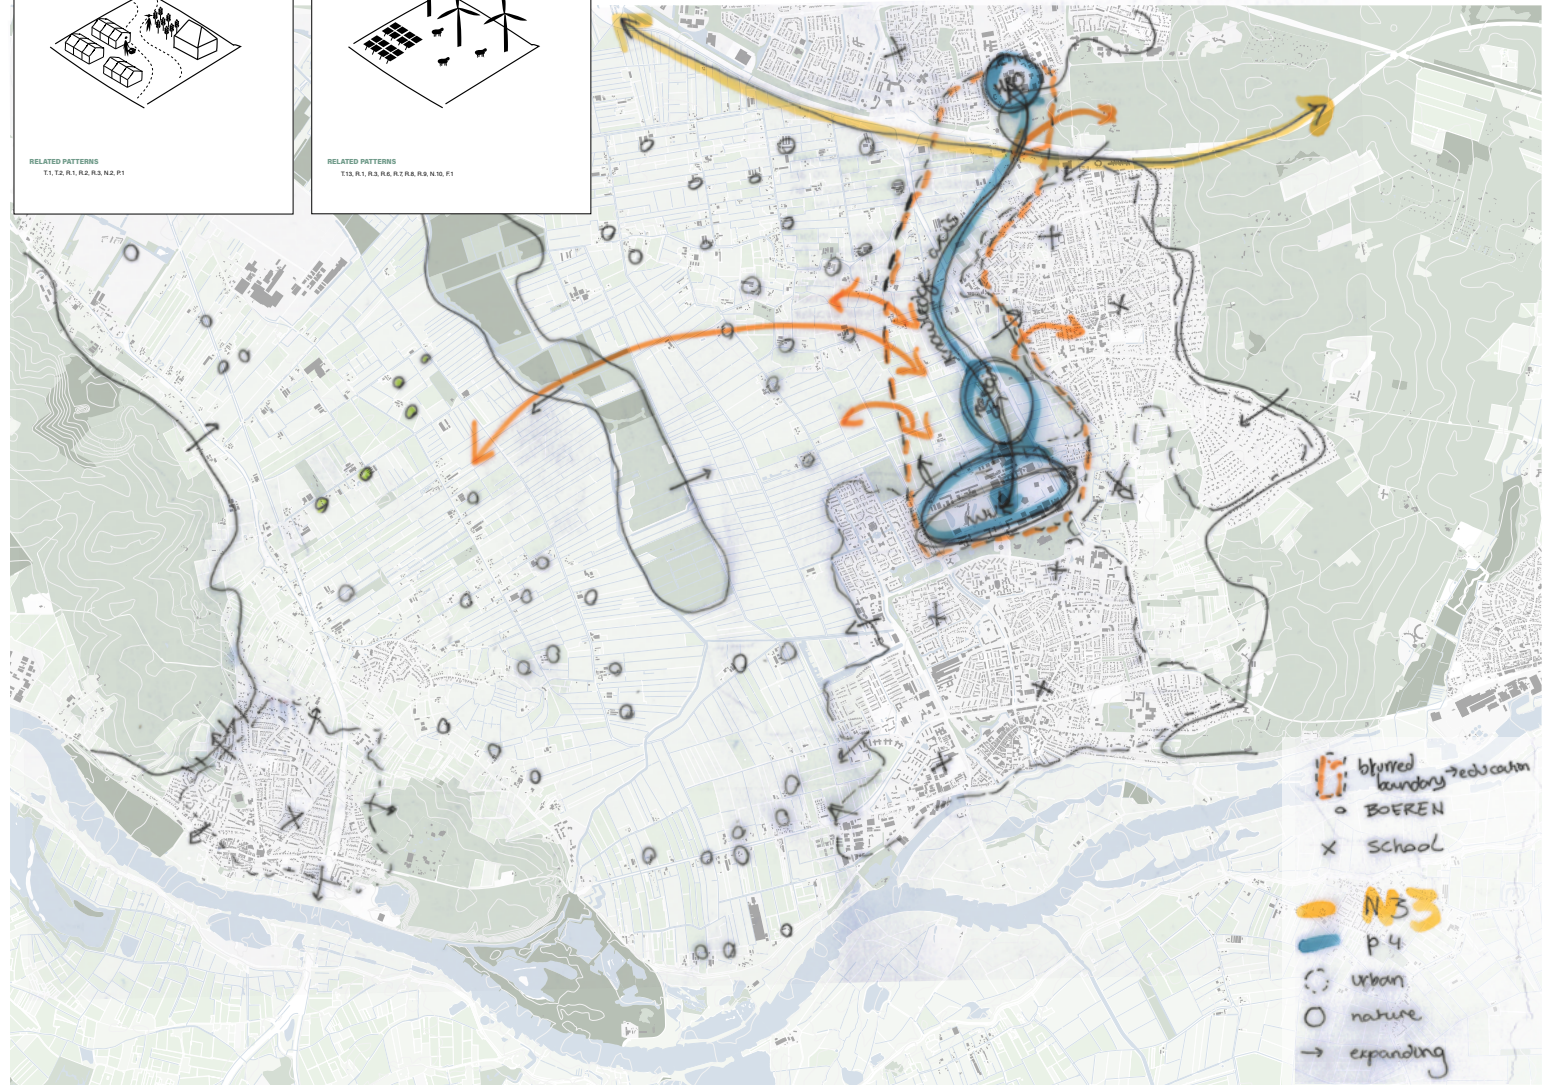 RELATED PATTERNS
T.1, T.2, R.1, R.2, R.3, N.2, P.1
RELATED PATTERNS
T.13, R.1, R.3, R.6, R.7, R.8, R.9, N.10, F.1
knowledge axis
WUR
blurred
boundary → education
BOEREN
school
N3
p4
urban
nature
expanding